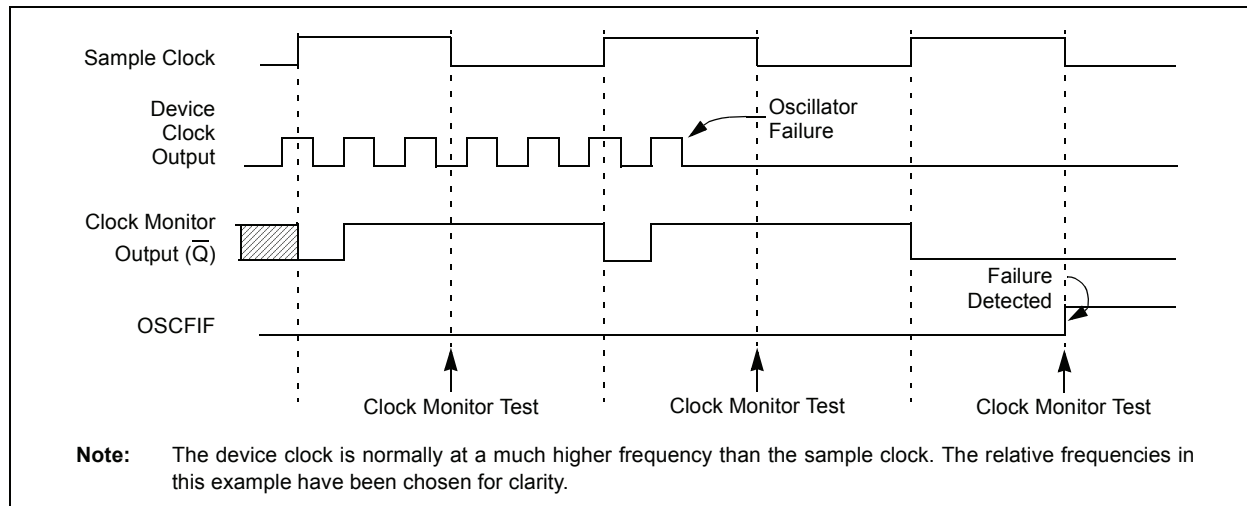 Sample Clock
Device
Clock
Output
Oscillator
Failure
Clock Monitor
Output (Q̅)
Failure
Detected
OSCFIF
Clock Monitor Test
Clock Monitor Test
Clock Monitor Test
Note: The device clock is normally at a much higher frequency than the sample clock. The relative frequencies in
this example have been chosen for clarity.